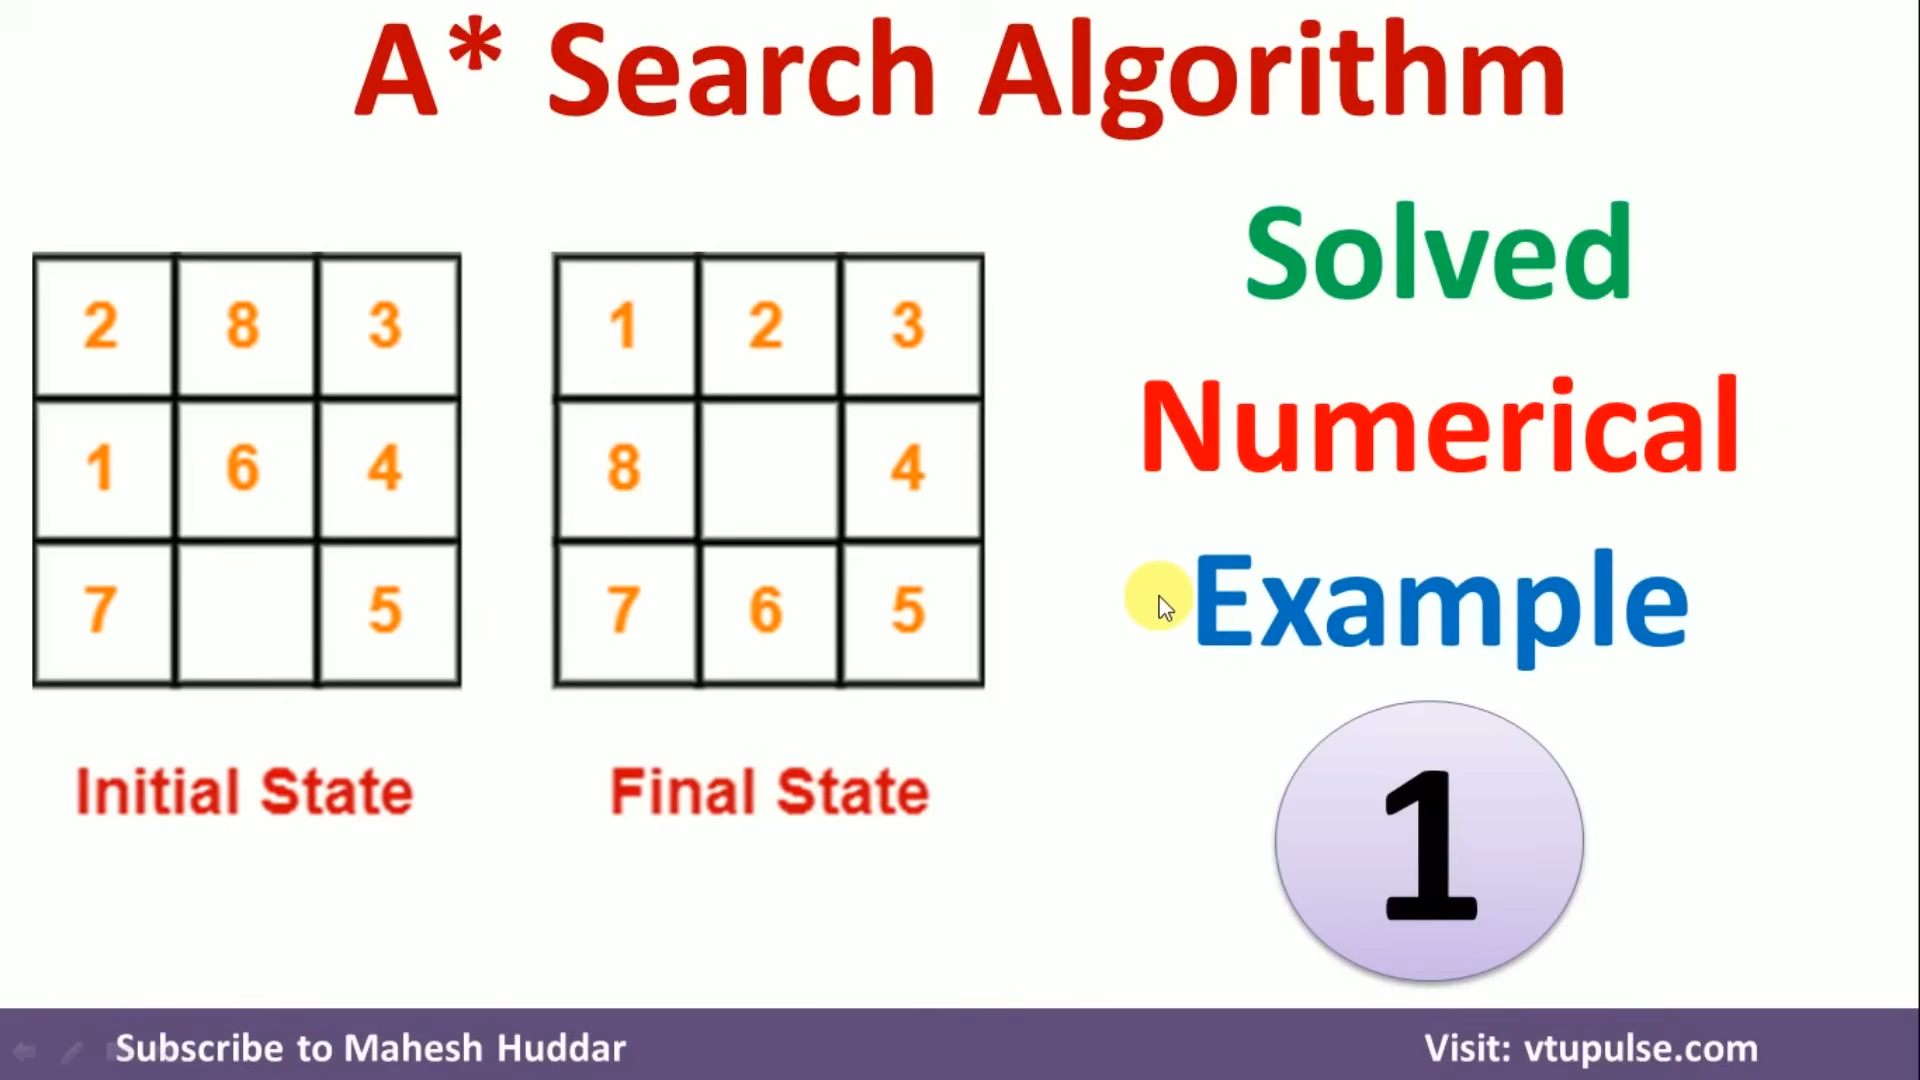 A* Search Algorithm
2 8 3
1 6 4
7 5
Initial State
1 2 3
8 4
7 6 5
Final State
Solved
Numerical
Example
1
Subscribe to Mahesh Huddar
Visit: vtupulse.com